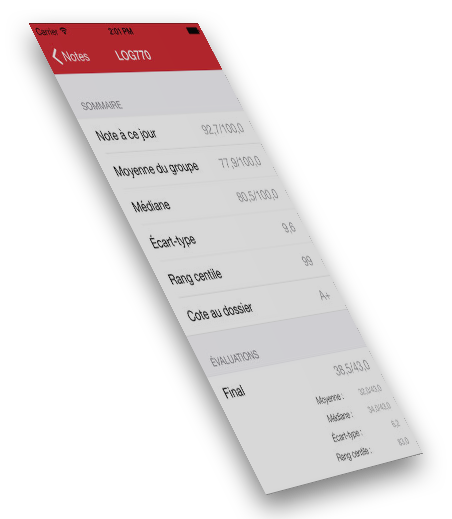 Carrier 2:01 PM
Notes LOG770
SOMMAIRE
Note à ce jour 92,7/100,0
Moyenne du groupe 77,9/100,0
Médiane 80,5/100,0
Écart-type 9,6
Rang centile 99
Cote au dossier A+
ÉVALUATIONS
Final 38,5/43,0
Moyenne : 32,0/43,0
Médiane : 34,0/43,0
Écart-type : 6,2
Rang centile : 83,0